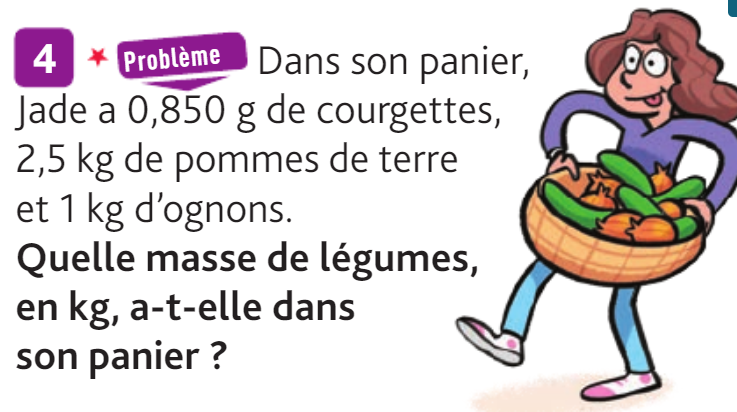 4 Problème Dans son panier,
Jade a 0,850 g de courgettes,
2,5 kg de pommes de terre
et 1 kg d'ognons.
Quelle masse de légumes,
en kg, a-t-elle dans
son panier ?